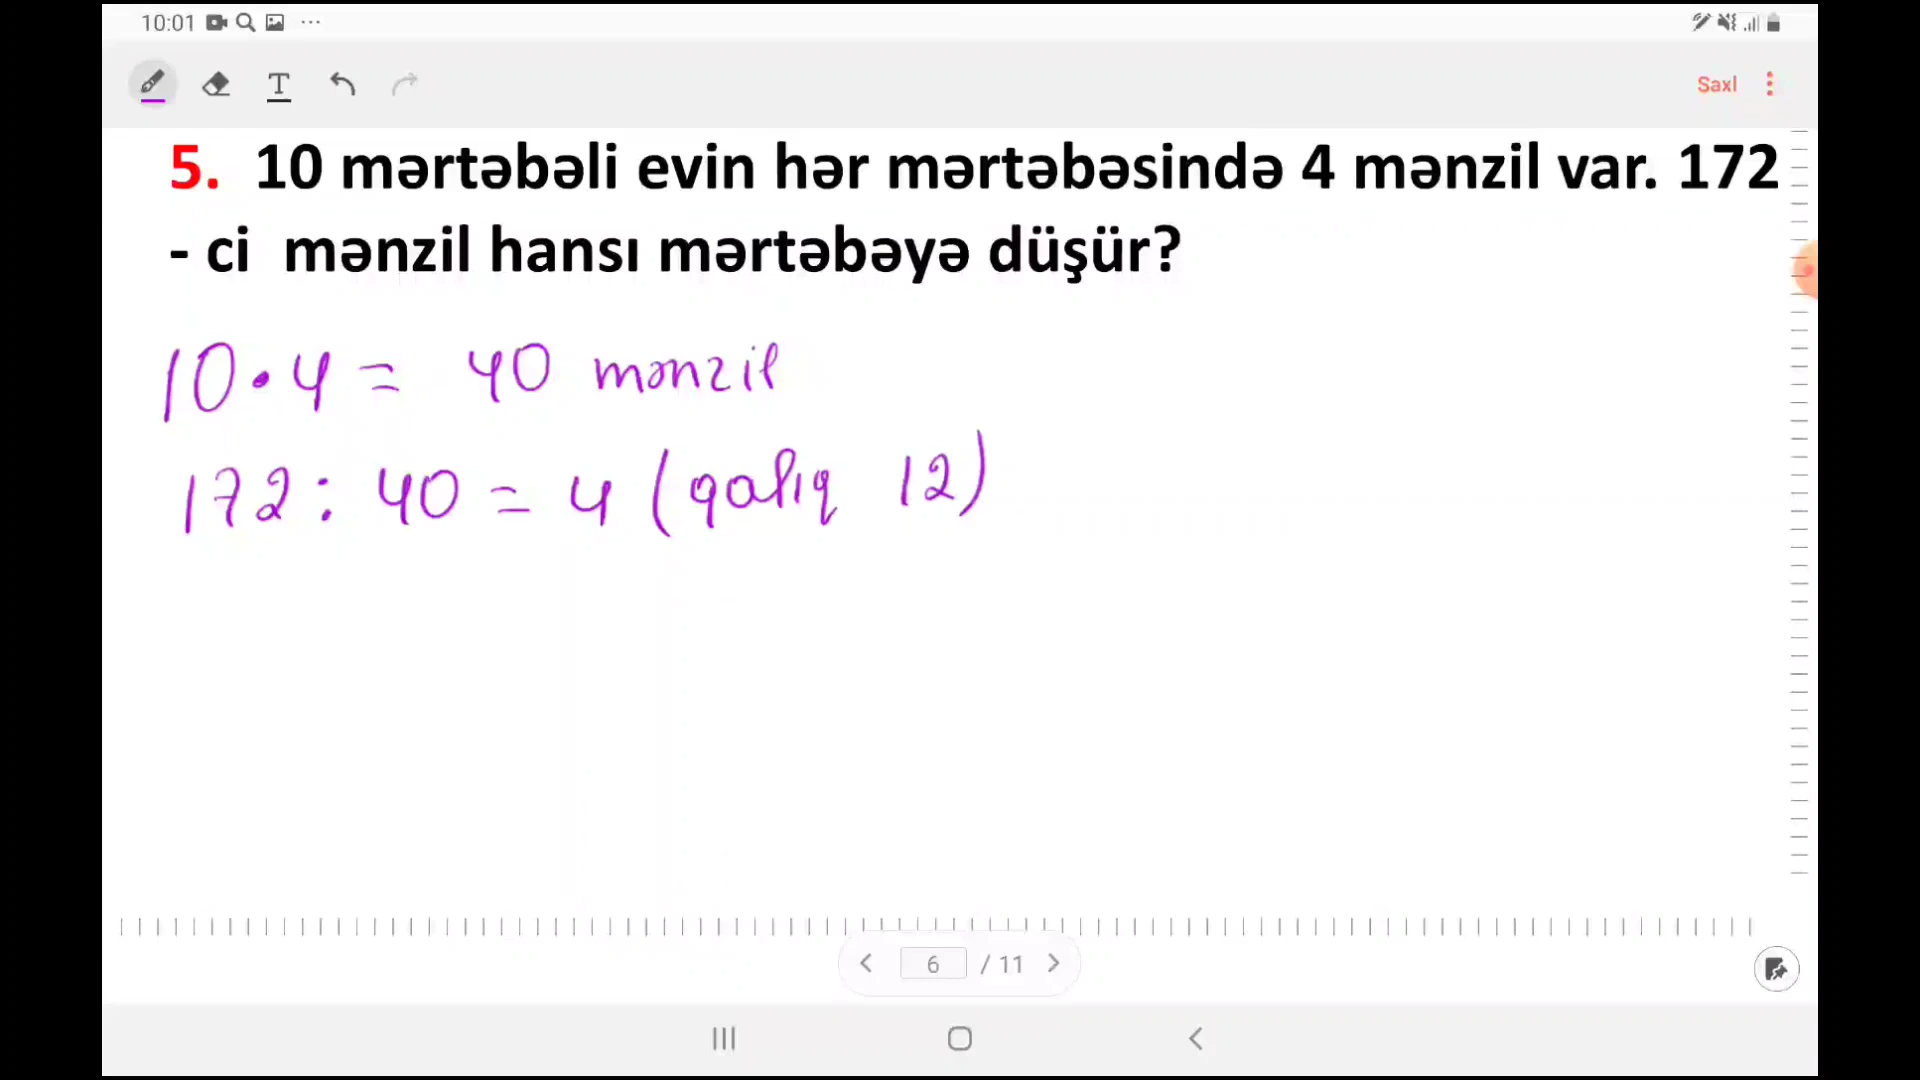 10:01
Saxl
5. 10 mərtəbəli evin hər mərtəbəsində 4 mənzil var. 172
- ci mənzil hansı mərtəbəyə düşür?
10 · 4 = 40 mənzil
172 : 40 = 4 (qalıq 12)
6 / 11